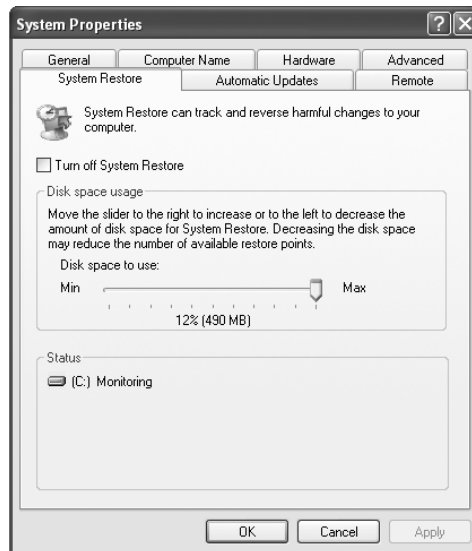 System Properties
General
Computer Name
Hardware
Advanced
System Restore
Automatic Updates
Remote
System Restore can track and reverse harmful changes to your
computer.
Turn off System Restore
Disk space usage
Move the slider to the right to increase or to the left to decrease the
amount of disk space for System Restore. Decreasing the disk space
may reduce the number of available restore points.
Disk space to use:
Min
Max
12% (490 MB)
Status
(C:) Monitoring
OK
Cancel
Apply